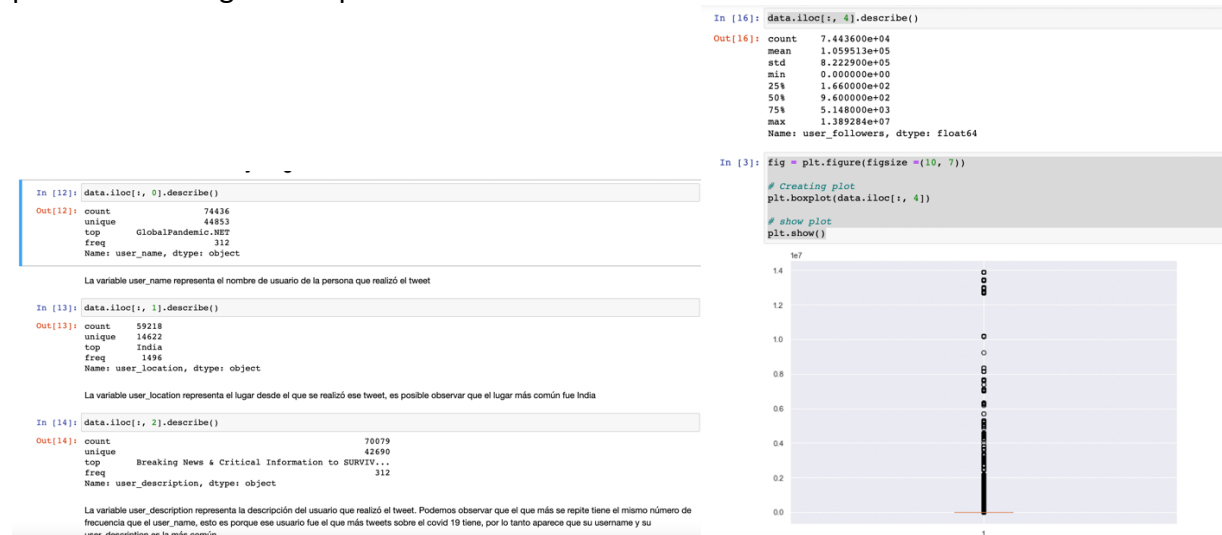 In [12]: data.iloc[:, 0].describe()
Out[12]: count 74436
unique 44853
top GlobalPandemic.NET
freq 312
Name: user_name, dtype: object
La variable user_name representa el nombre de usuario de la persona que realizó el tweet
In [13]: data.iloc[:, 1].describe()
Out[13]: count 59218
unique 14622
top India
freq 1496
Name: user_location, dtype: object
La variable user_location representa el lugar desde el que se realizó ese tweet, es posible observar que el lugar más común fue India
In [14]: data.iloc[:, 2].describe()
Out[14]: count 70079
unique 42690
top Breaking News & Critical Information to SURVIV...
freq 312
Name: user_description, dtype: object
La variable user_description representa la descripción del usuario que realizó el tweet. Podemos observar que el que más se repite tiene el mismo número de
frecuencia que el user_name, esto es porque ese usuario fue el que más tweets sobre el covid 19 tiene, por lo tanto aparece que su username y su
user_description es la más común
In [16]: data.iloc[:, 4].describe()
Out[16]: count 7.443600e+04
mean 1.059513e+05
std 8.222900e+05
min 0.000000e+00
25% 1.660000e+02
50% 9.600000e+02
75% 5.148000e+03
max 1.389284e+07
Name: user_followers, dtype: float64
In [3]: fig = plt.figure(figsize =(10, 7))
# Creating plot
plt.boxplot(data.iloc[:, 4])
# show plot
plt.show()
1e7
1.4
1.2
1.0
0.8
0.6
0.4
0.2
0.0
1